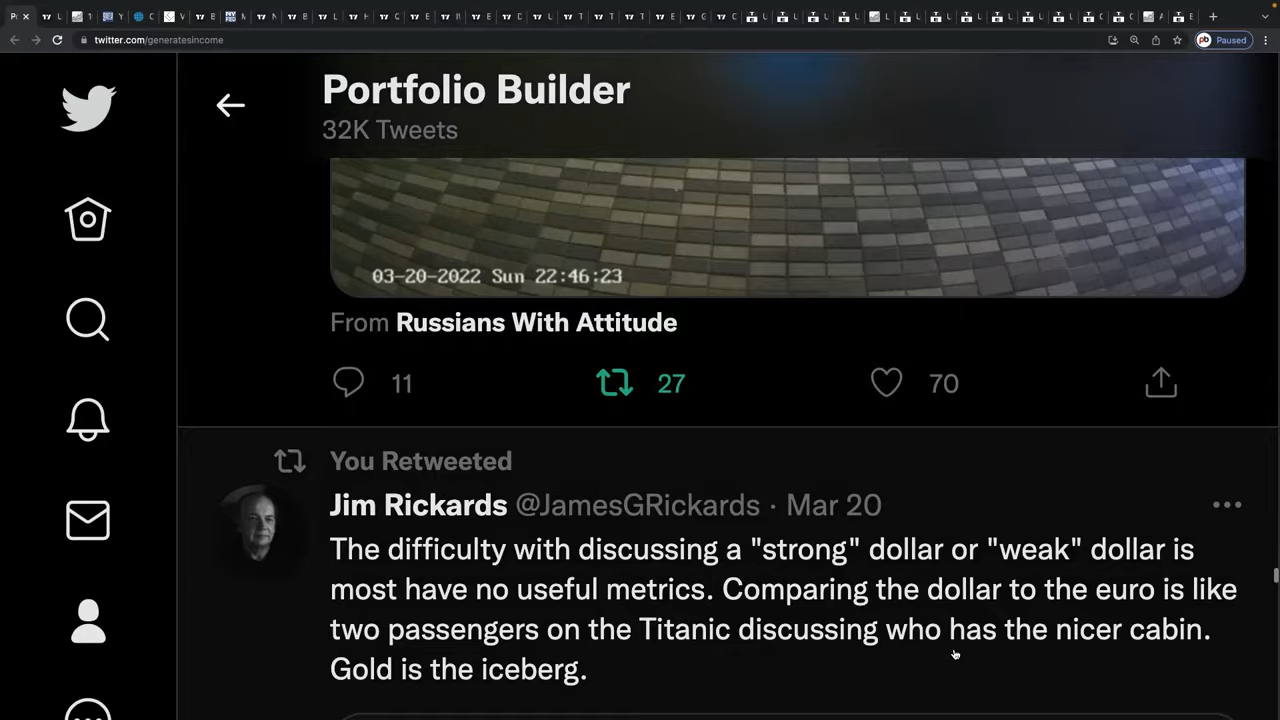 twitter.com/generatesincome
Paused
Portfolio Builder
32K Tweets
03-20-2022 Sun 22:46:23
From Russians With Attitude
11
27
70
You Retweeted
Jim Rickards @JamesGRickards · Mar 20
The difficulty with discussing a "strong" dollar or "weak" dollar is
most have no useful metrics. Comparing the dollar to the euro is like
two passengers on the Titanic discussing who has the nicer cabin.
Gold is the iceberg.